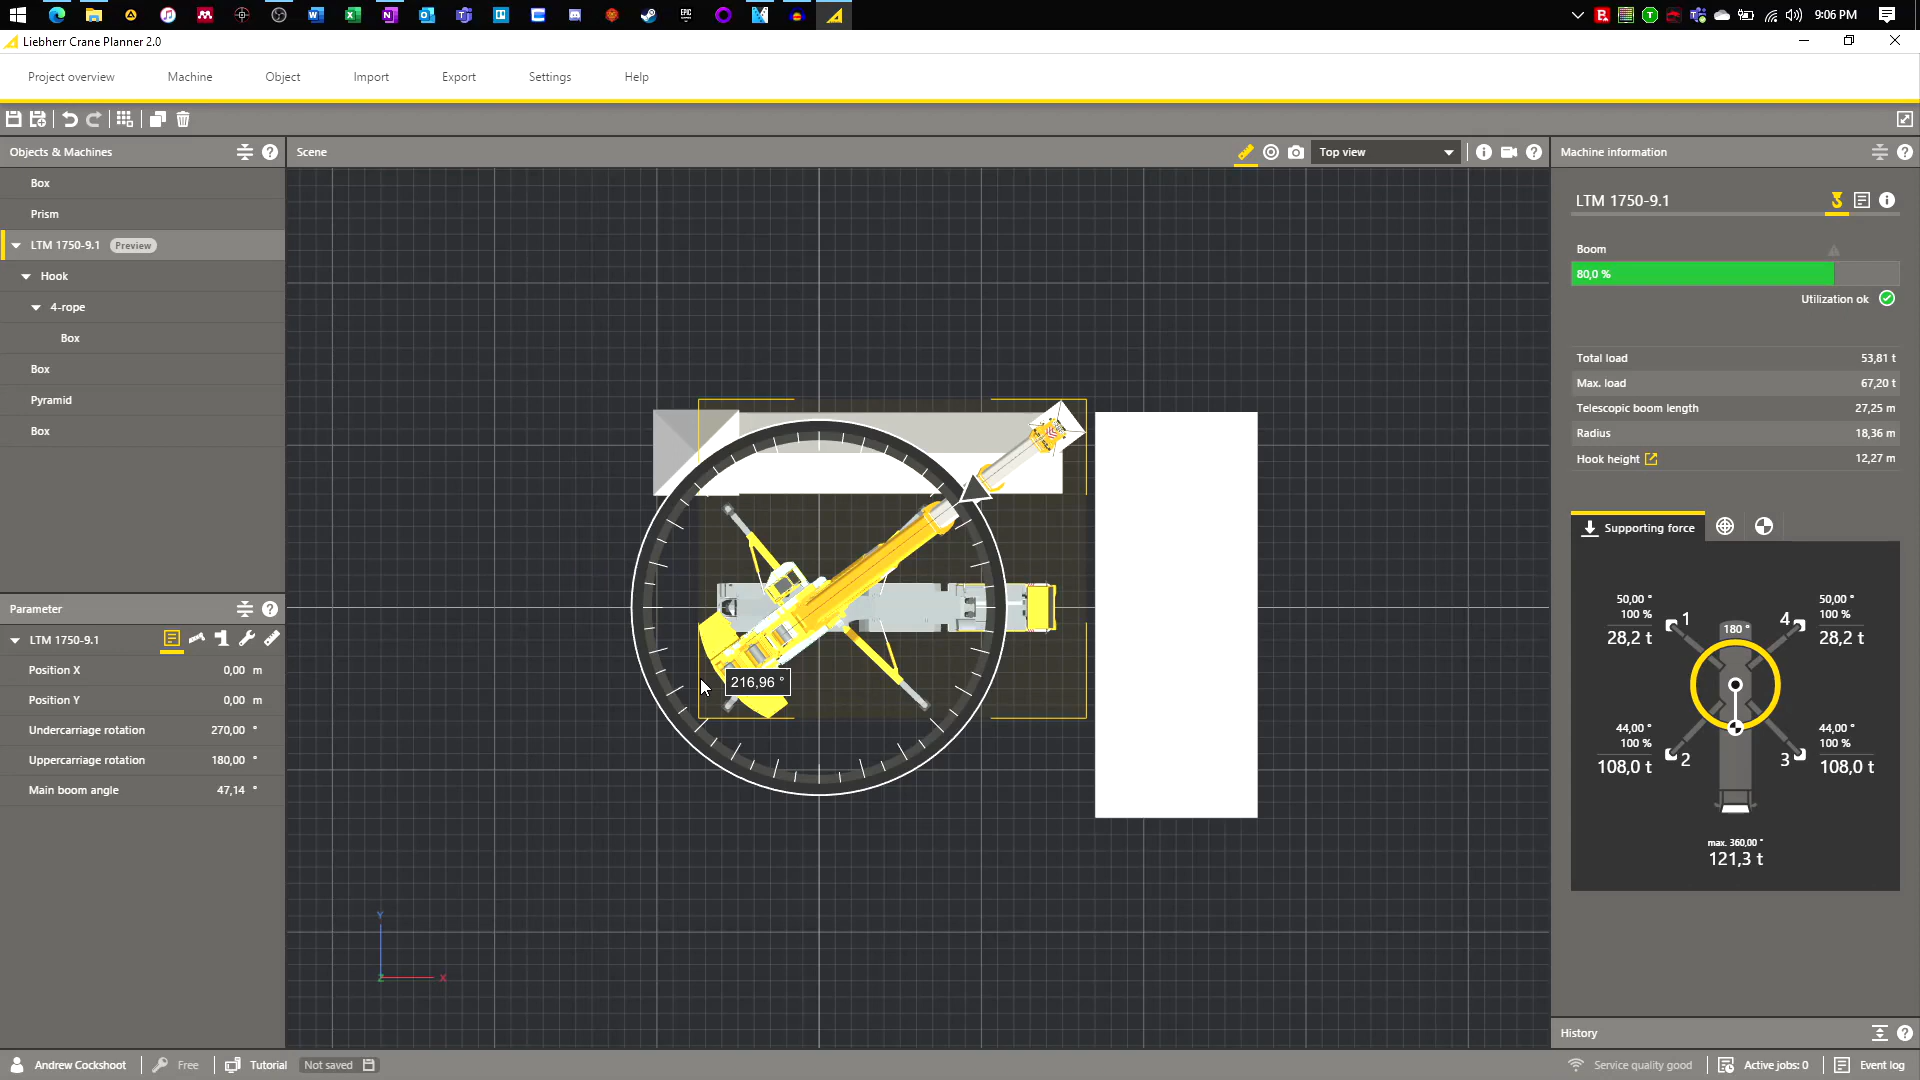 9:06 PM
Liebherr Crane Planner 2.0
Project overview
Machine
Object
Import
Export
Settings
Help
Objects & Machines
Box
Prism
LTM 1750-9.1 Preview
Hook
4-rope
Box
Box
Pyramid
Box
Parameter
LTM 1750-9.1
Position X 0,00 m
Position Y 0,00 m
Undercarriage rotation 270,00 °
Uppercarriage rotation 180,00 °
Main boom angle 47,14 °
Scene
Top view
216,96 °
Y
Z
X
Machine information
LTM 1750-9.1
Boom
80,0 %
Utilization ok
Total load 53,81 t
Max. load 67,20 t
Telescopic boom length 27,25 m
Radius 18,36 m
Hook height 12,27 m
Supporting force
50,00 °
100 %
28,2 t
1
180 °
4
50,00 °
100 %
28,2 t
44,00 °
100 %
108,0 t
2
3
44,00 °
100 %
108,0 t
max. 360,00 °
121,3 t
History
Andrew Cockshoot
Free
Tutorial
Not saved
Service quality good
Active jobs: 0
Event log